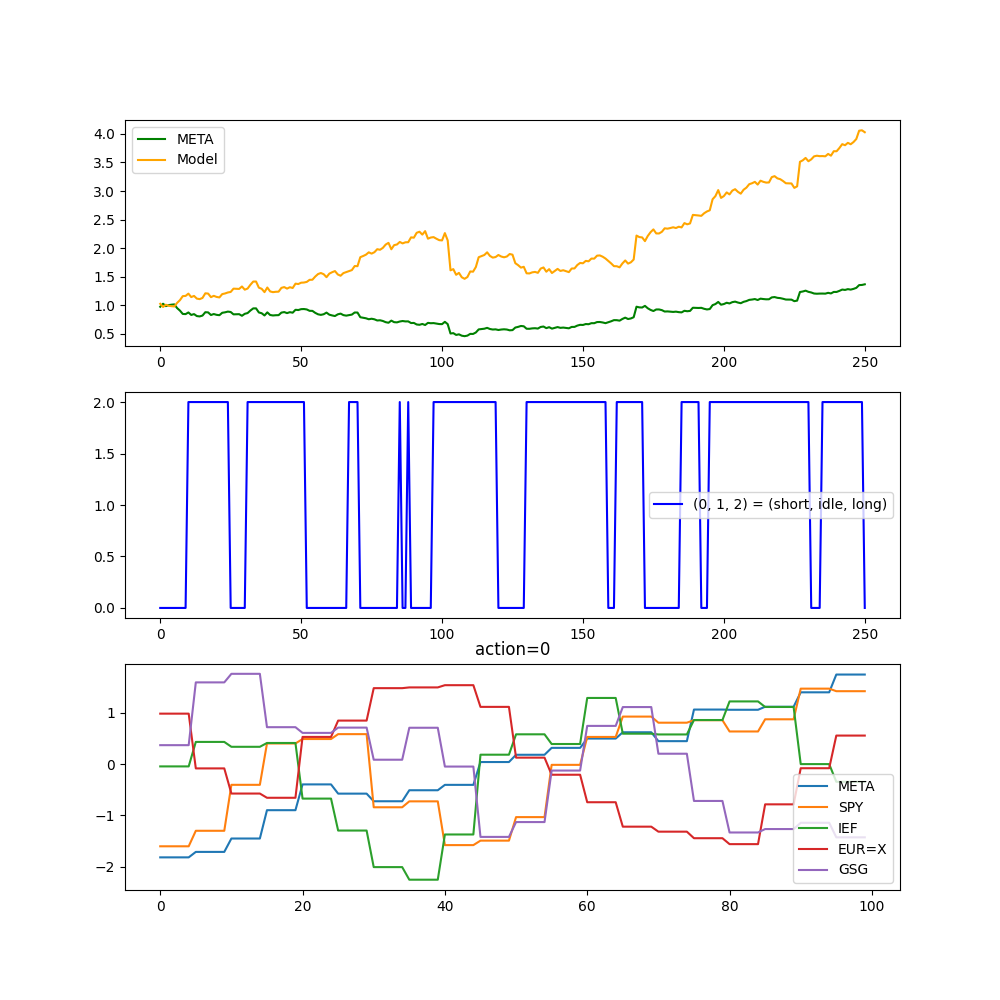 4.0
3.5
3.0
2.5
2.0
1.5
1.0
0.5
META
Model
0 50 100 150 200 250
2.0
1.5
1.0
0.5
0.0
(0, 1, 2) = (short, idle, long)
0 50 100 150 200 250
action=0
1
0
−1
−2
META
SPY
IEF
EUR=X
GSG
0 20 40 60 80 100